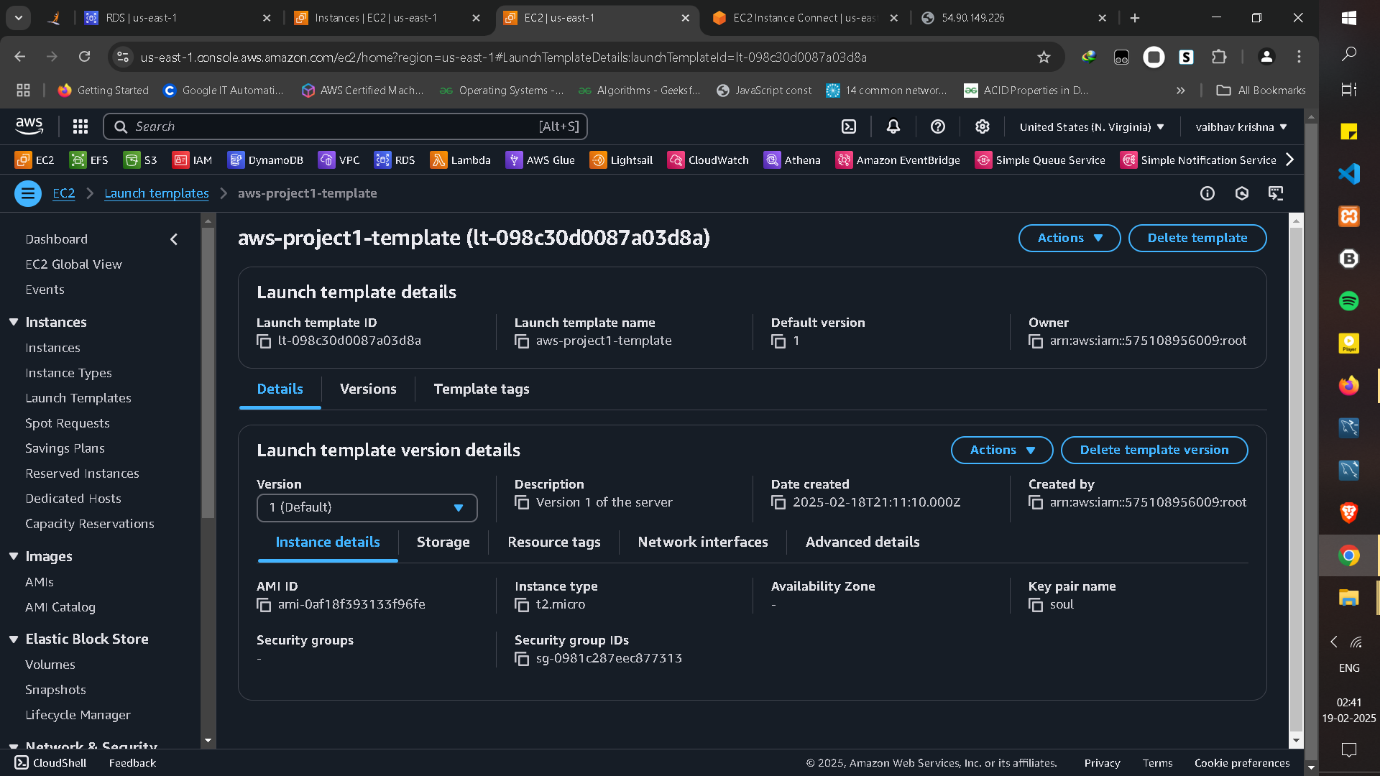 RDS | us-east-1
Instances | EC2 | us-east-1
EC2 | us-east-1
EC2 Instance Connect | us-eas
54.90.149.226
us-east-1.console.aws.amazon.com/ec2/home?region=us-east-1#LaunchTemplateDetails:launchTemplateId=lt-098c30d0087a03d8a
Getting Started
Google IT Automati...
AWS Certified Mach...
Operating Systems -...
Algorithms - Geeksf...
JavaScript const
14 common networ...
ACID Properties in D...
»
All Bookmarks
aws
Search
[Alt+S]
United States (N. Virginia)
vaibhav krishna
EC2
EFS
S3
IAM
DynamoDB
VPC
RDS
Lambda
AWS Glue
Lightsail
CloudWatch
Athena
Amazon EventBridge
Simple Queue Service
Simple Notification Service
EC2
Launch templates
aws-project1-template
Dashboard
EC2 Global View
Events
Instances
Instances
Instance Types
Launch Templates
Spot Requests
Savings Plans
Reserved Instances
Dedicated Hosts
Capacity Reservations
Images
AMIs
AMI Catalog
Elastic Block Store
Volumes
Snapshots
Lifecycle Manager
Network & Security
aws-project1-template (lt-098c30d0087a03d8a)
Actions
Delete template
Launch template details
Launch template ID
lt-098c30d0087a03d8a
Launch template name
aws-project1-template
Default version
1
Owner
arn:aws:iam::575108956009:root
Details
Versions
Template tags
Launch template version details
Actions
Delete template version
Version
1 (Default)
Description
Version 1 of the server
Date created
2025-02-18T21:11:10.000Z
Created by
arn:aws:iam::575108956009:root
Instance details
Storage
Resource tags
Network interfaces
Advanced details
AMI ID
ami-0af18f393133f96fe
Instance type
t2.micro
Availability Zone
-
Key pair name
soul
Security groups
-
Security group IDs
sg-0981c287eec877313
CloudShell
Feedback
© 2025, Amazon Web Services, Inc. or its affiliates.
Privacy
Terms
Cookie preferences
ENG
02:41
19-02-2025